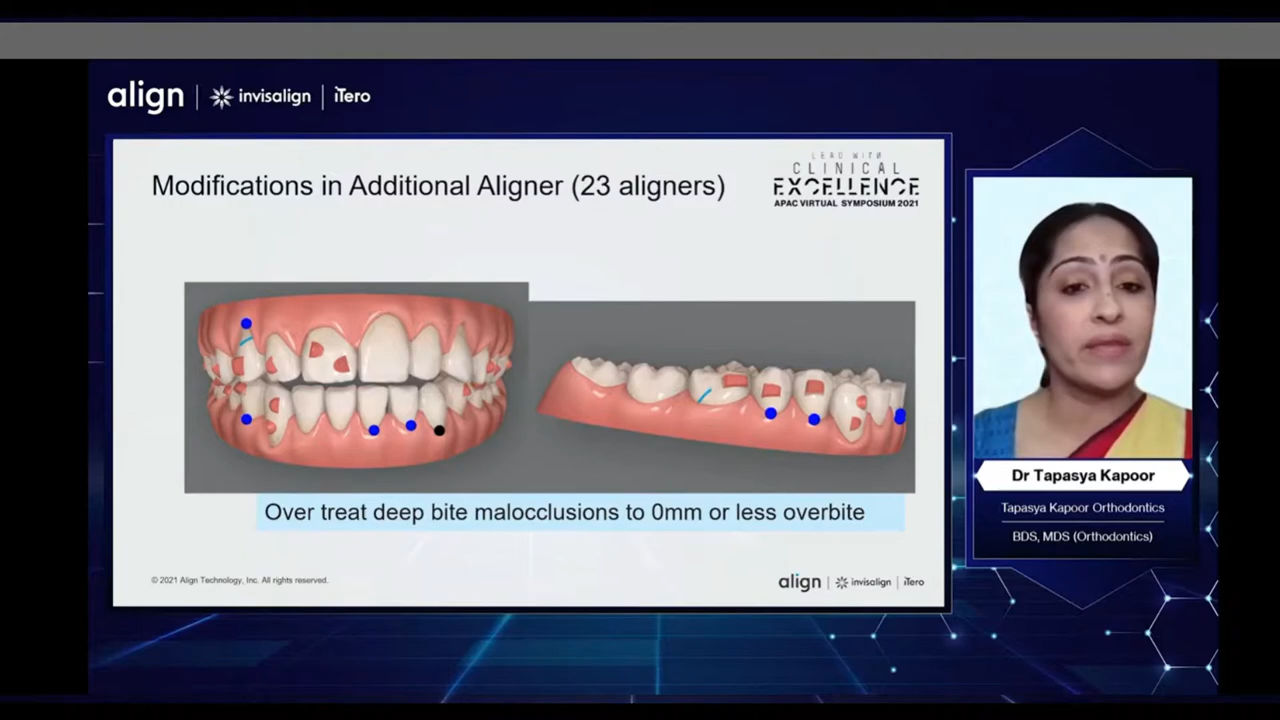 align | invisalign | iTero
Modifications in Additional Aligner (23 aligners)
LEAD WITH
CLINICAL
EXCELLENCE
APAC VIRTUAL SYMPOSIUM 2021
Over treat deep bite malocclusions to 0mm or less overbite
© 2021 Align Technology, Inc. All rights reserved.
align | invisalign | iTero
Dr Tapasya Kapoor
Tapasya Kapoor Orthodontics
BDS, MDS (Orthodontics)